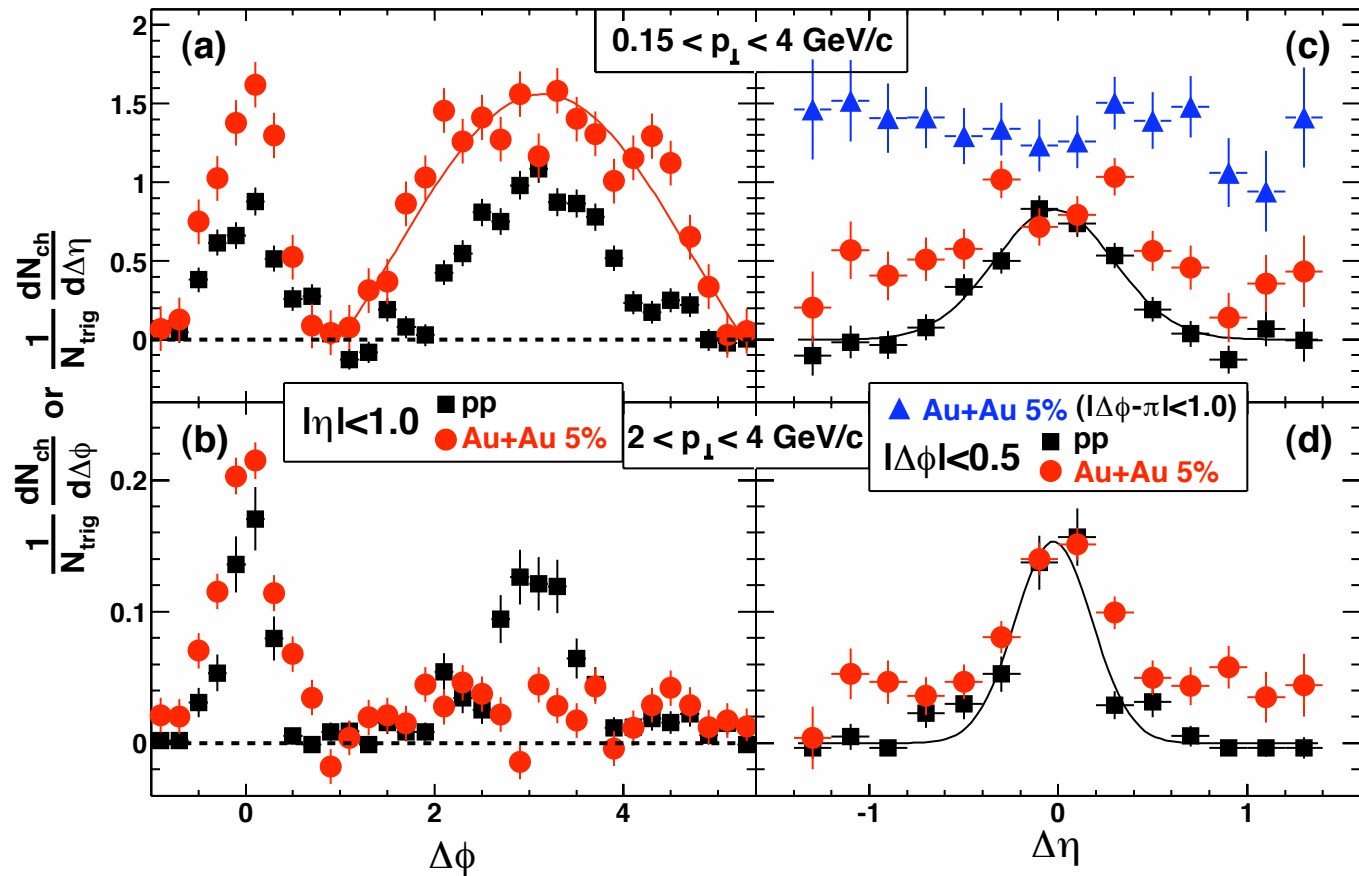 (a)
0.15 < p⊥ < 4 GeV/c
(c)
2
1.5
1
0.5
0
(b)
|η|<1.0
pp
Au+Au 5%
2 < p⊥ < 4 GeV/c
Au+Au 5% (|Δϕ-π|<1.0)
|Δϕ|<0.5
pp
Au+Au 5%
(d)
0.2
0.1
0
0 2 4
-1 0 1
Δϕ
Δη
1/N_trig dN_ch/dΔϕ or 1/N_trig dN_ch/dΔη